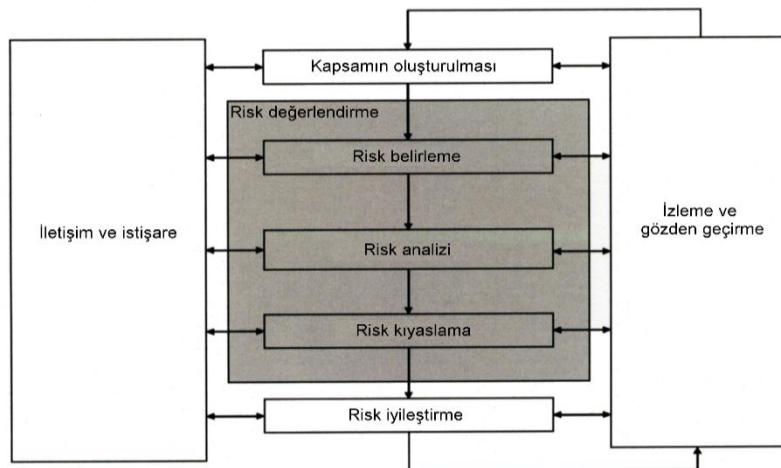 Kapsamın oluşturulması
Risk değerlendirme
Risk belirleme
İletişim ve istişare
Risk analizi
İzleme ve
gözden geçirme
Risk kıyaslama
Risk iyileştirme